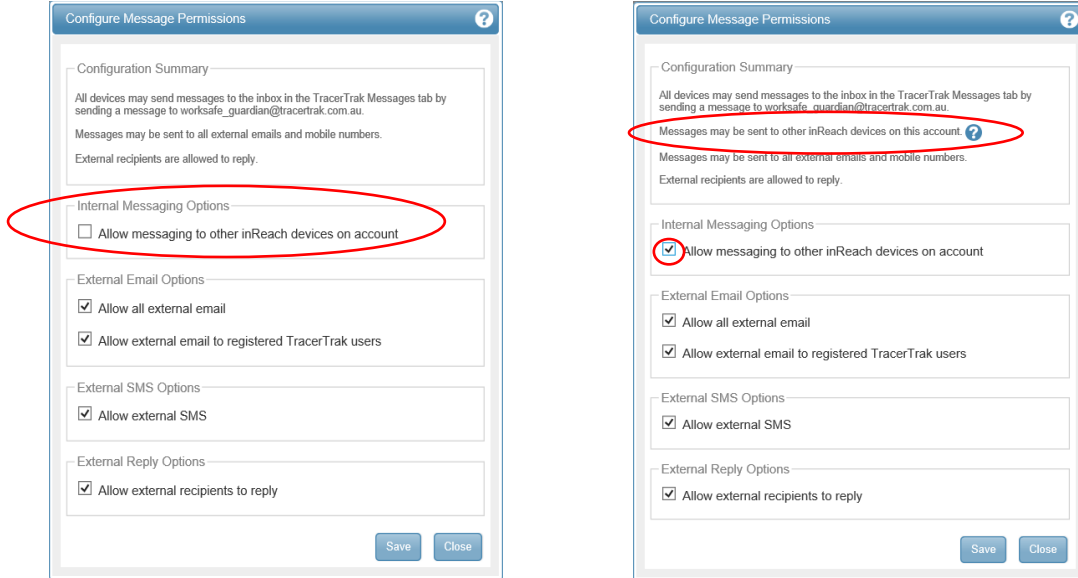 Configure Message Permissions
?
Configuration Summary
All devices may send messages to the inbox in the TracerTrak Messages tab by
sending a message to worksafe_guardian@tracertrak.com.au.
Messages may be sent to all external emails and mobile numbers.
External recipients are allowed to reply.
Internal Messaging Options
Allow messaging to other inReach devices on account
External Email Options
Allow all external email
Allow external email to registered TracerTrak users
External SMS Options
Allow external SMS
External Reply Options
Allow external recipients to reply
Save
Close
Configure Message Permissions
?
Configuration Summary
All devices may send messages to the inbox in the TracerTrak Messages tab by
sending a message to worksafe_guardian@tracertrak.com.au.
Messages may be sent to other inReach devices on this account. ?
Messages may be sent to all external emails and mobile numbers.
External recipients are allowed to reply.
Internal Messaging Options
Allow messaging to other inReach devices on account
External Email Options
Allow all external email
Allow external email to registered TracerTrak users
External SMS Options
Allow external SMS
External Reply Options
Allow external recipients to reply
Save
Close